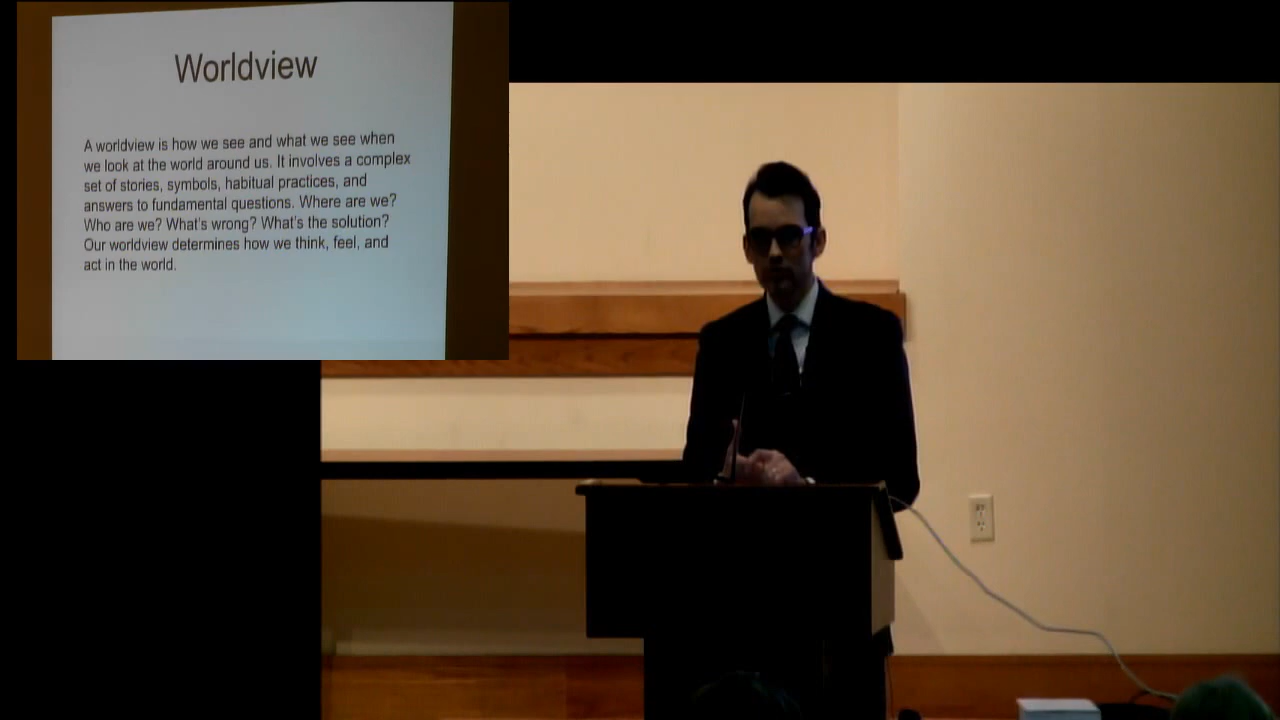 Worldview
A worldview is how we see and what we see when
we look at the world around us. It involves a complex
set of stories, symbols, habitual practices, and
answers to fundamental questions. Where are we?
Who are we? What's wrong? What's the solution?
Our worldview determines how we think, feel, and
act in the world.